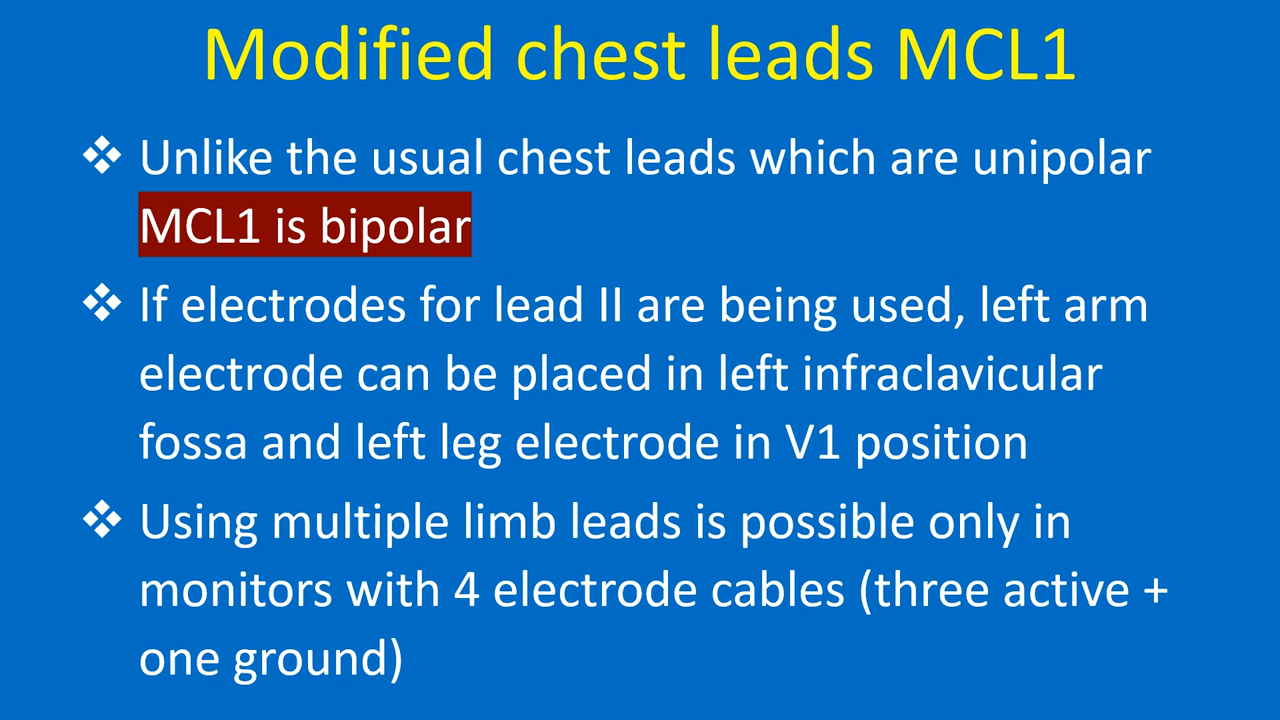 Modified chest leads MCL1
❖ Unlike the usual chest leads which are unipolar
MCL1 is bipolar
❖ If electrodes for lead II are being used, left arm
electrode can be placed in left infraclavicular
fossa and left leg electrode in V1 position
❖ Using multiple limb leads is possible only in
monitors with 4 electrode cables (three active +
one ground)